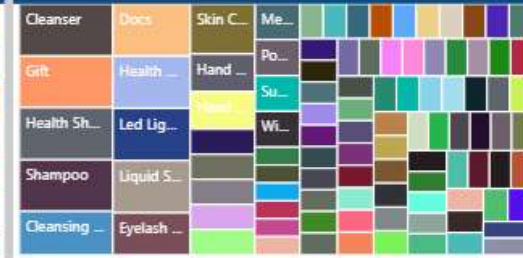 Cleanser
Gift
Health Sh...
Shampoo
Cleansing ...
Docs
Health ...
Led Lig...
Liquid S...
Eyelash ...
Skin C...
Hand ...
Me...
Po...
Su...
Wi...